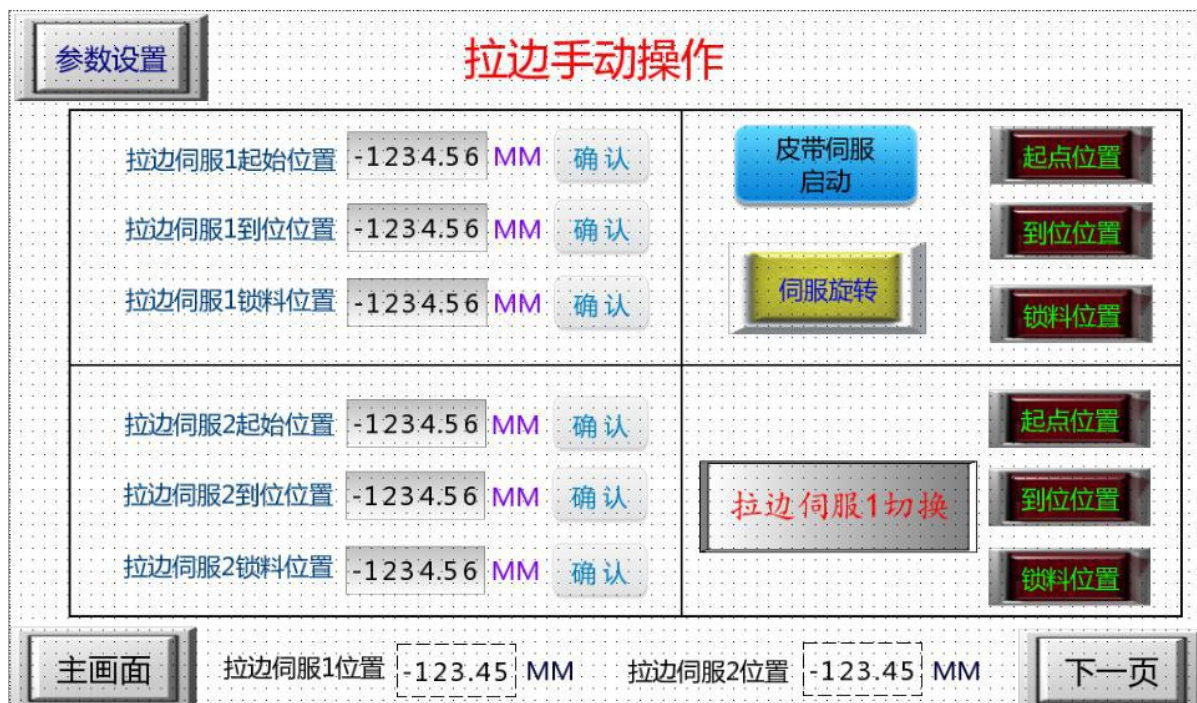 参数设置
拉边手动操作
拉边伺服1起始位置 -1234.56 MM 确认
皮带伺服
启动
起点位置
拉边伺服1到位位置 -1234.56 MM 确认
到位位置
拉边伺服1锁料位置 -1234.56 MM 确认
伺服旋转
锁料位置
拉边伺服2起始位置 -1234.56 MM 确认
起点位置
拉边伺服2到位位置 -1234.56 MM 确认
拉边伺服1切换
到位位置
拉边伺服2锁料位置 -1234.56 MM 确认
锁料位置
主画面
拉边伺服1位置 -123.45 MM
拉边伺服2位置 -123.45 MM
下一页